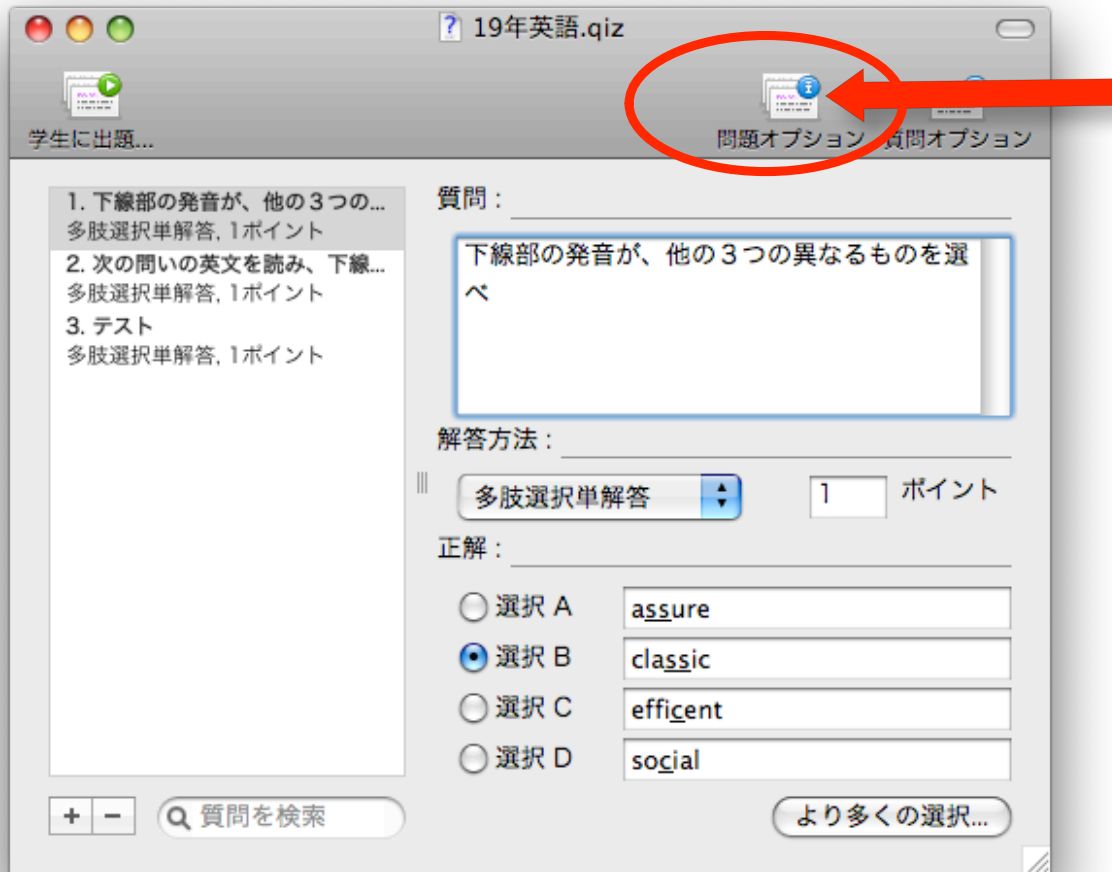 19年英語.qiz
学生に出題...
問題オプション
質問オプション
1. 下線部の発音が、他の３つの...
多肢選択単解答, 1ポイント
2. 次の問いの英文を読み、下線...
多肢選択単解答, 1ポイント
3. テスト
多肢選択単解答, 1ポイント
質問を検索
質問 :
下線部の発音が、他の３つの異なるものを選
べ
解答方法 :
多肢選択単解答
1 ポイント
正解 :
選択 A assure
選択 B classic
選択 C efficent
選択 D social
より多くの選択...